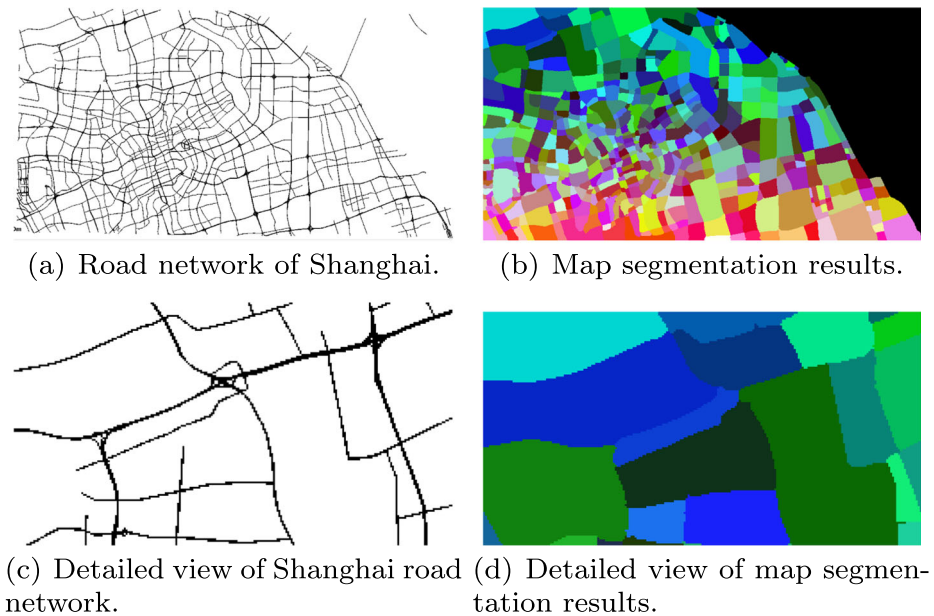 (a) Road network of Shanghai.
(b) Map segmentation results.
(c) Detailed view of Shanghai road
network.
(d) Detailed view of map segmen-
tation results.